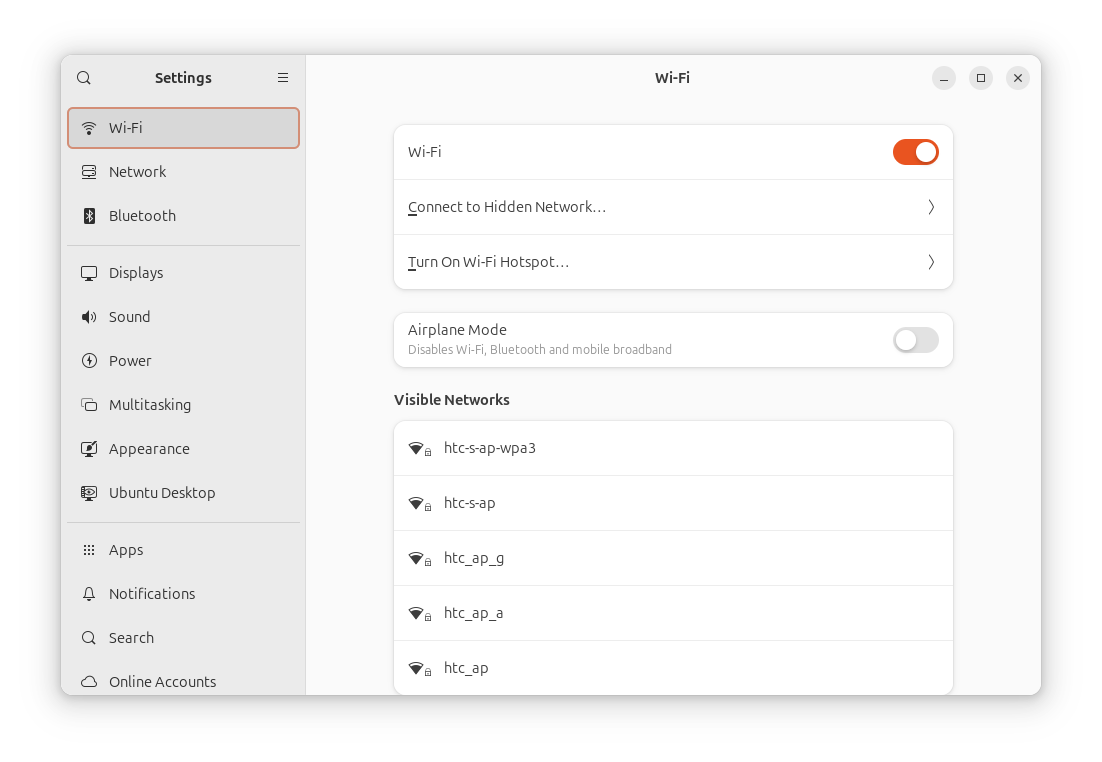 Settings
Wi-Fi
Network
Bluetooth
Displays
Sound
Power
Multitasking
Appearance
Ubuntu Desktop
Apps
Notifications
Search
Online Accounts
Wi-Fi
Wi-Fi
Connect to Hidden Network…
Turn On Wi-Fi Hotspot…
Airplane Mode
Disables Wi-Fi, Bluetooth and mobile broadband
Visible Networks
htc-s-ap-wpa3
htc-s-ap
htc_ap_g
htc_ap_a
htc_ap